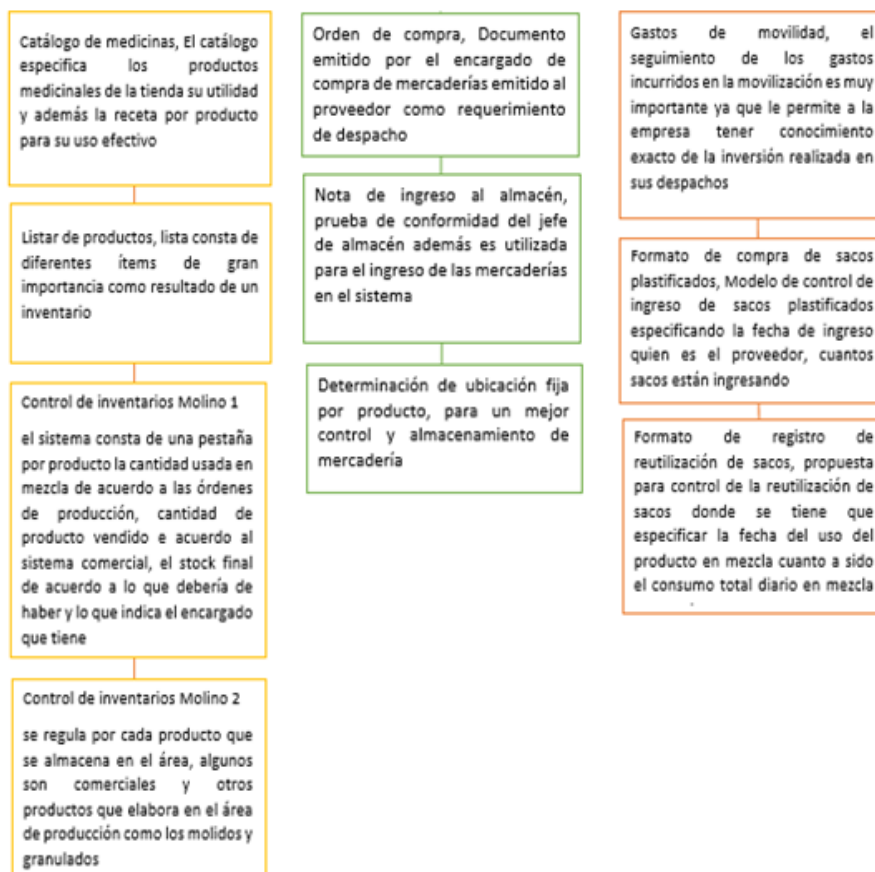 Catálogo de medicinas, El catálogo
especifica los productos
medicinales de la tienda su utilidad
y además la receta por producto
para su uso efectivo
Listar de productos, lista consta de
diferentes ítems de gran
importancia como resultado de un
inventario
Control de inventarios Molino 1
el sistema consta de una pestaña
por producto la cantidad usada en
mezcla de acuerdo a las órdenes
de producción, cantidad de
producto vendido e acuerdo al
sistema comercial, el stock final
de acuerdo a lo que debería de
haber y lo que indica el encargado
que tiene
Control de inventarios Molino 2
se regula por cada producto que
se almacena en el área, algunos
son comerciales y otros
productos que elabora en el área
de producción como los molidos y
granulados
Orden de compra, Documento
emitido por el encargado de
compra de mercaderías emitido al
proveedor como requerimiento
de despacho
Nota de ingreso al almacén,
prueba de conformidad del jefe
de almacén además es utilizada
para el ingreso de las mercaderías
en el sistema
Determinación de ubicación fija
por producto, para un mejor
control y almacenamiento de
mercadería
Gastos de movilidad, el
seguimiento de los gastos
incurridos en la movilización es muy
importante ya que le permite a la
empresa tener conocimiento
exacto de la inversión realizada en
sus despachos
Formato de compra de sacos
plastificados, Modelo de control de
ingreso de sacos plastificados
especificando la fecha de ingreso
quien es el proveedor, cuantos
sacos están ingresando
Formato de registro de
reutilización de sacos, propuesta
para control de la reutilización de
sacos donde se tiene que
especificar la fecha del uso del
producto en mezcla cuanto a sido
el consumo total diario en mezcla